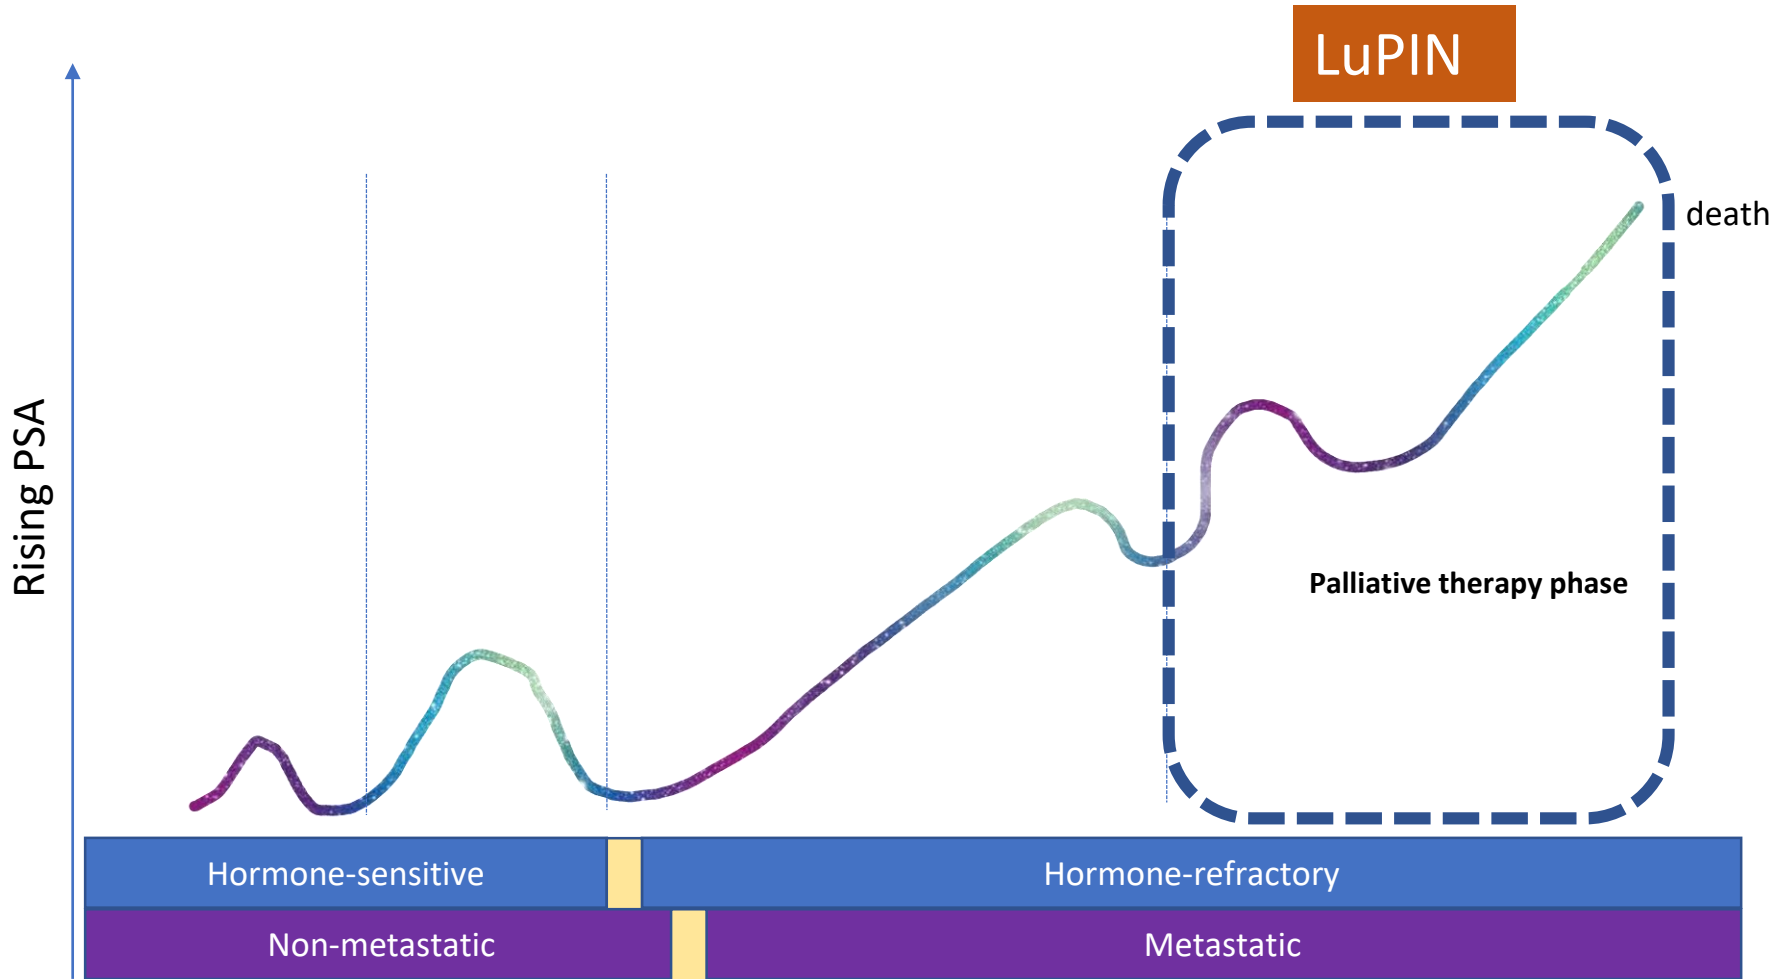 LuPIN
death
Rising PSA
Palliative therapy phase
Hormone-sensitive
Hormone-refractory
Non-metastatic
Metastatic